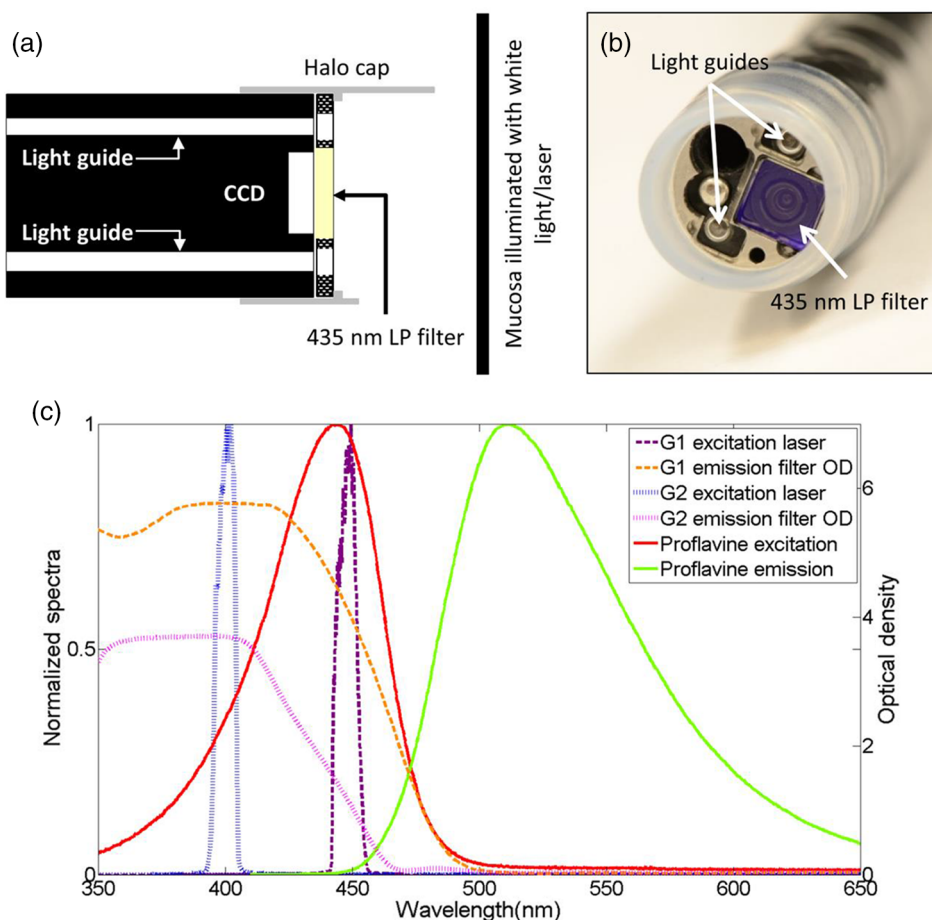 (a)
Halo cap
Light guide
CCD
Light guide
435 nm LP filter
Mucosa illuminated with white
light/laser
(b)
Light guides
435 nm LP filter
(c)
Normalized spectra
1
0.5
0
G1 excitation laser
G1 emission filter OD
G2 excitation laser
G2 emission filter OD
Proflavine excitation
Proflavine emission
6
4
2
0
Optical density
350 400 450 500 550 600 650
Wavelength(nm)